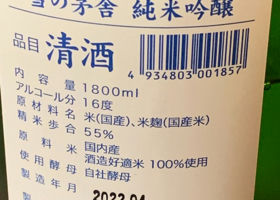 雪の茅舎 純米吟醸
品目 清酒
4 934803 001857
内容量 1800ml
アルコール分 16度
原材料名 米(国産)、米麹(国産米)
精米歩合 55%
原料米 国内産
酒造好適米 100%使用
使用酵母 自社酵母
製造年月